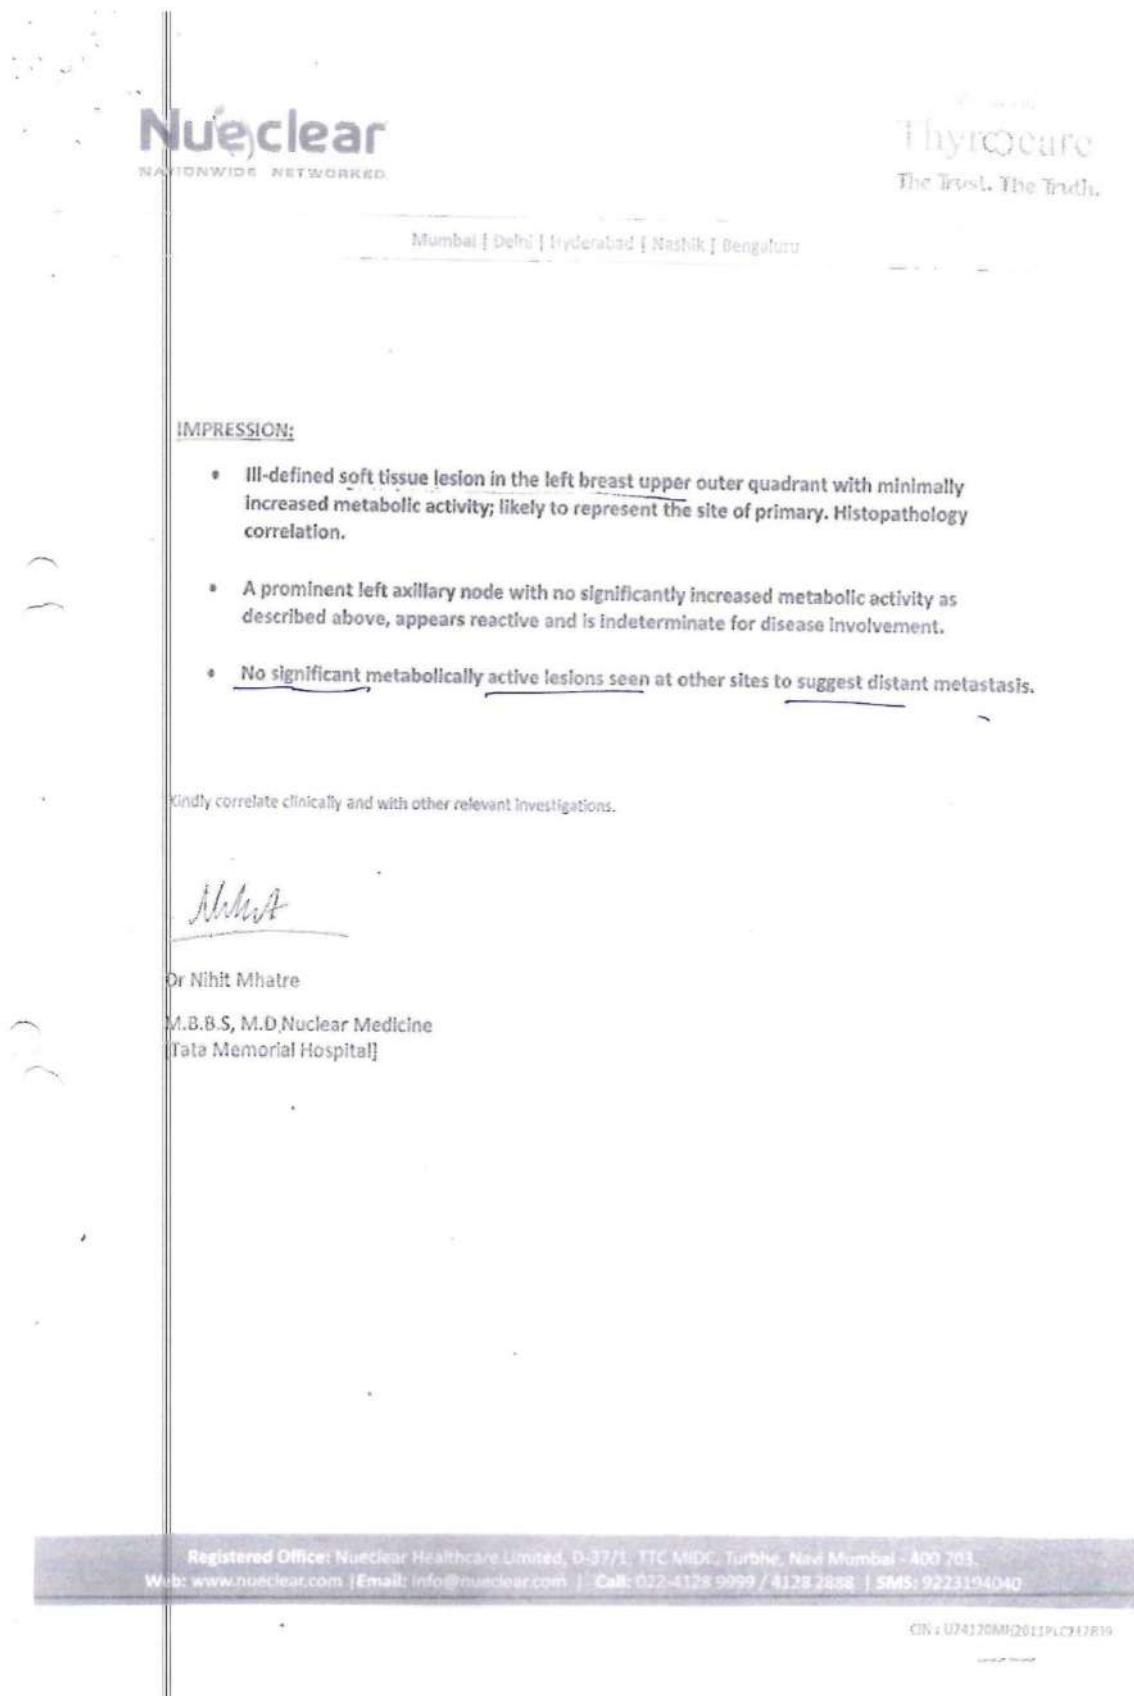 Nueclear
NATIONWIDE NETWORKED
Thyrocare
The Trust. The Truth.
Mumbai | Delhi | Hyderabad | Nashik | Bengaluru
IMPRESSION:
• Ill-defined soft tissue lesion in the left breast upper outer quadrant with minimally
increased metabolic activity; likely to represent the site of primary. Histopathology
correlation.
• A prominent left axillary node with no significantly increased metabolic activity as
described above, appears reactive and is indeterminate for disease involvement.
• No significant metabolically active lesions seen at other sites to suggest distant metastasis.
Kindly correlate clinically and with other relevant investigations.
Dr Nihit Mhatre
M.B.B.S, M.D,Nuclear Medicine
[Tata Memorial Hospital]
Registered Office: Nueclear Healthcare Limited, D-37/1, TTC MIDC, Turbhe, Navi Mumbai - 400 703.
Web: www.nueclear.com | Email: info@nueclear.com | Call: 022-4128 9999 / 4128 2888 | SMS: 9223194040
CIN :